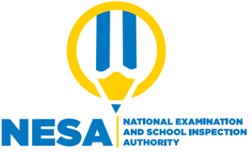 NESA
NATIONAL EXAMINATION
AND SCHOOL INSPECTION
AUTHORITY